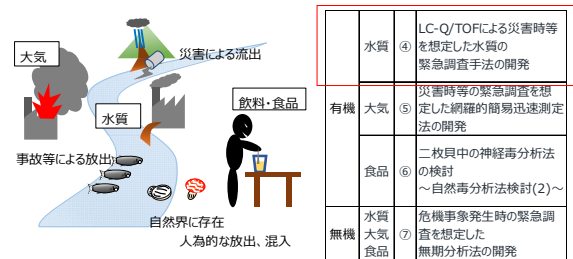 大気
災害による流出
水質
飲料・食品
事故等による放出
自然界に存在
人為的な放出、混入
有機
水質
④
LC-Q/TOFによる災害時等
を想定した水質の
緊急調査手法の開発
大気
⑤
災害時等の緊急調査を想
定した網羅的簡易迅速測定
法の開発
食品
⑥
二枚貝中の神経毒分析法
の検討
～自然毒分析法検討(2)～
無機
水質
大気
食品
⑦
危機事象発生時の緊急調
査を想定した
無期分析法の開発